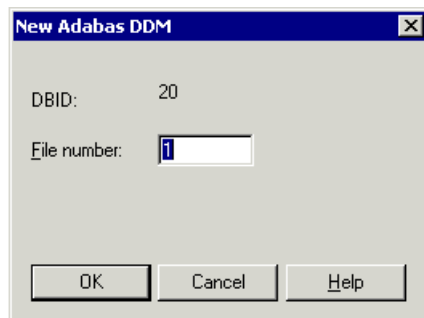 New Adabas DDM
DBID: 20
File number: 1
OK Cancel Help